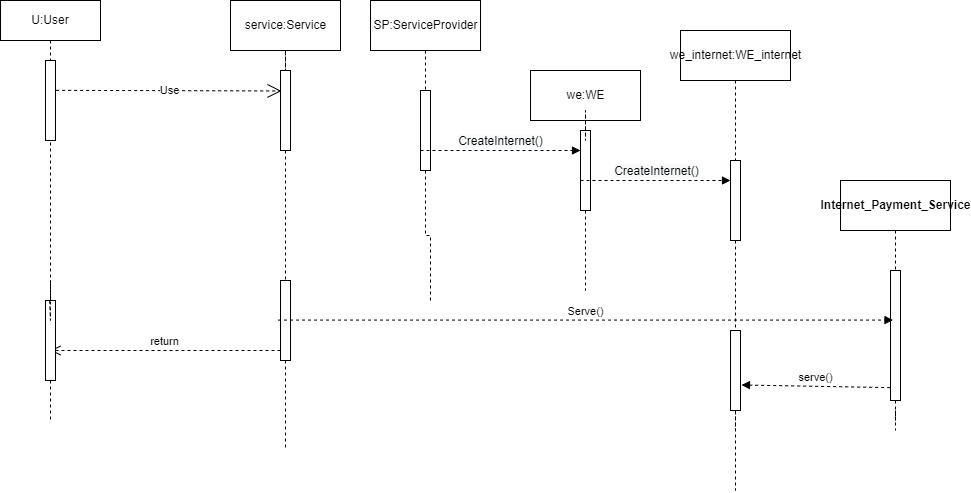 U:User
service:Service
SP:ServiceProvider
we_internet:WE_internet
we:WE
Use
CreateInternet()
CreateInternet()
Internet_Payment_Service
Serve()
return
serve()